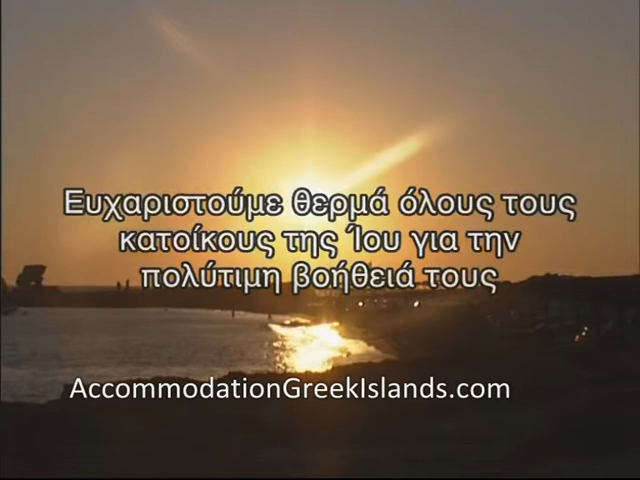 Ευχαριστούμε θερμά όλους τους
κατοίκους της Ίου για την
πολύτιμη βοήθειά τους
AccommodationGreekIslands.com